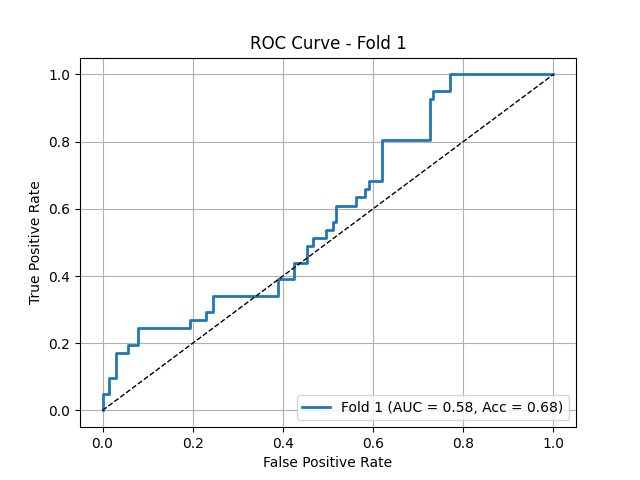 ROC Curve - Fold 1
True Positive Rate
1.0
0.8
0.6
0.4
0.2
0.0
Fold 1 (AUC = 0.58, Acc = 0.68)
0.0 0.2 0.4 0.6 0.8 1.0
False Positive Rate